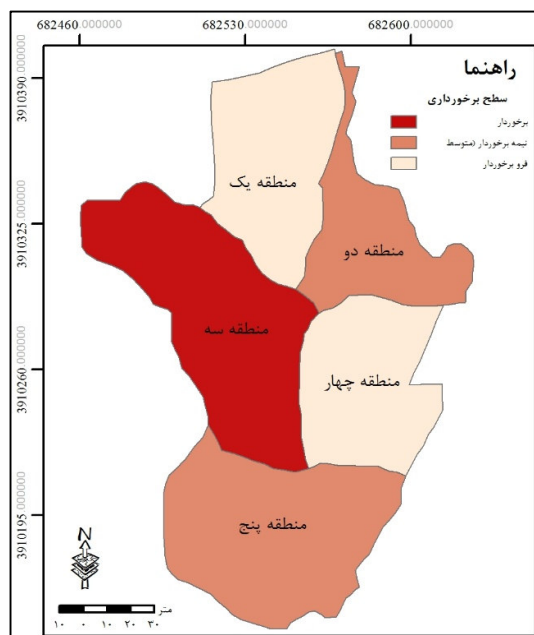 682460.000000 682530.000000 682600.000000
3910390.000000
3910325.000000
3910260.000000
3910195.000000
راهنما
سطح برخورداری
برخوردار
نیمه برخوردار (متوسط
فرو برخوردار
منطقه یک
منطقه دو
منطقه سه
منطقه چهار
منطقه پنج
N
۱۰ ۰ ۱۰ ۲۰ ۳۰ متر